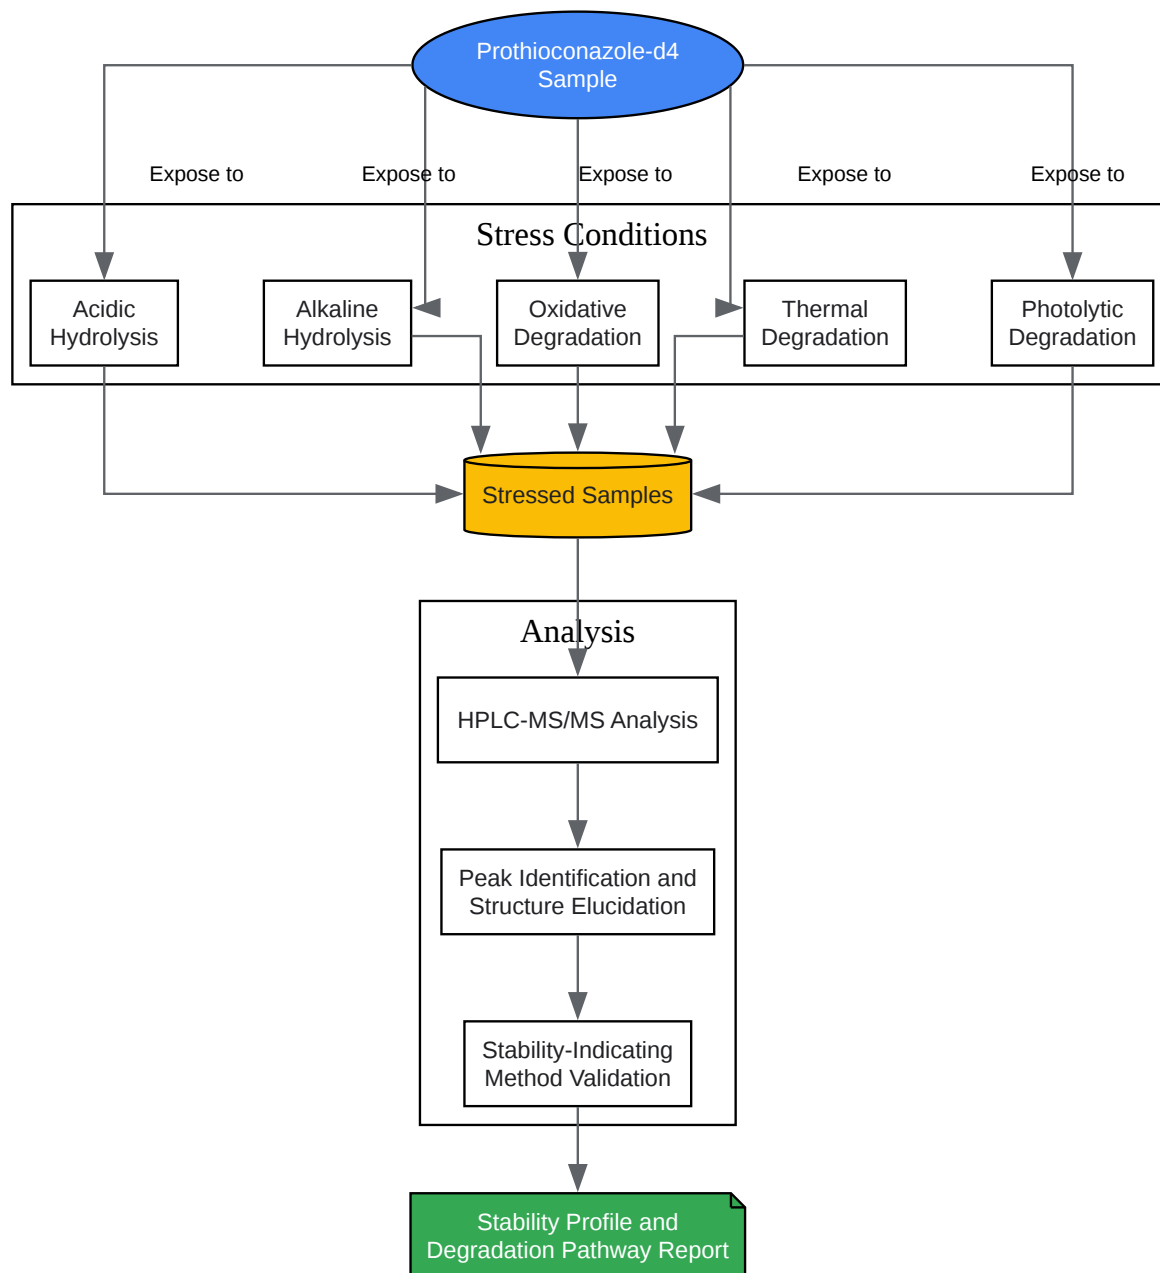 Prothioconazole-d4
Sample
Expose to
Expose to
Expose to
Expose to
Expose to
Stress Conditions
Acidic
Hydrolysis
Alkaline
Hydrolysis
Oxidative
Degradation
Thermal
Degradation
Photolytic
Degradation
Stressed Samples
Analysis
HPLC-MS/MS Analysis
Peak Identification and
Structure Elucidation
Stability-Indicating
Method Validation
Stability Profile and
Degradation Pathway Report